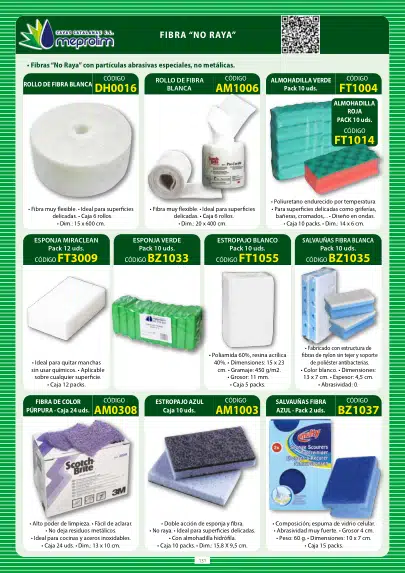 CAPAS CATALANAS S.L.
meprolim
FIBRA “NO RAYA”
• Fibras “No Raya” con partículas abrasivas especiales, no metálicas.
ROLLO DE FIBRA BLANCA
CÓDIGO
DH0016
• Fibra muy flexible. • Ideal para superficies
delicadas. • Caja 6 rollos.
• Dim.: 15 x 600 cm.
ROLLO DE FIBRA
BLANCA
CÓDIGO
AM1006
• Fibra muy flexible. • Ideal para superficies
delicadas. • Caja 6 rollos.
• Dim.: 20 x 400 cm.
ALMOHADILLA VERDE
Pack 10 uds.
CÓDIGO
FT1004
ALMOHADILLA
ROJA
PACK 10 uds.
CÓDIGO
FT1014
• Poliuretano endurecido por temperatura.
• Para superficies delicadas como griferías,
bañeras, cromados,.. • Diseño en ondas.
• Caja 10 packs. • Dim.: 14 x 6 cm.
ESPONJA MIRACLEAN
Pack 12 uds.
CÓDIGO FT3009
• Ideal para quitar manchas
sin usar químicos. • Aplicable
sobre cualquier superficie.
• Caja 12 packs.
ESPONJA VERDE
Pack 10 uds.
CÓDIGO BZ1033
ESTROPAJO BLANCO
Pack 10 uds.
CÓDIGO FT1055
• Poliamida 60%, resina acrílica
40%. • Dimensiones: 15 x 23
cm. • Gramaje: 450 g/m2.
• Grosor: 11 mm.
• Caja 5 packs.
SALVAUÑAS FIBRA BLANCA
Pack 10 uds.
CÓDIGO BZ1035
• Fabricado con estructura de
fibras de nylon sin tejer y soporte
de poliéster antibacterias.
• Color blanco. • Dimensiones:
13 x 7 cm. • Espesor: 4,5 cm.
• Abrasividad: 0.
FIBRA DE COLOR
PÚRPURA - Caja 24 uds.
CÓDIGO
AM0308
Scotch-
Brite
3M
• Alto poder de limpieza. • Fácil de aclarar.
• No deja residuos metálicos.
• Ideal para cocinas y aceros inoxidables.
• Caja 24 uds. • Dim.: 13 x 10 cm.
ESTROPAJO AZUL
Caja 10 uds.
CÓDIGO
AM1003
• Doble acción de esponja y fibra.
• No raya. • Ideal para superficies delicadas.
• Con almohadilla hidrófila.
• Caja 10 packs. • Dim.: 15,8 X 9,5 cm.
SALVAUÑAS FIBRA
AZUL - Pack 2 uds.
CÓDIGO
BZ1037
• Composición; espuma de vidrio celular.
• Abrasividad muy fuerte. • Grosor 4 cm.
• Peso: 60 g. • Dimensiones: 10 x 7 cm.
• Caja 15 packs.